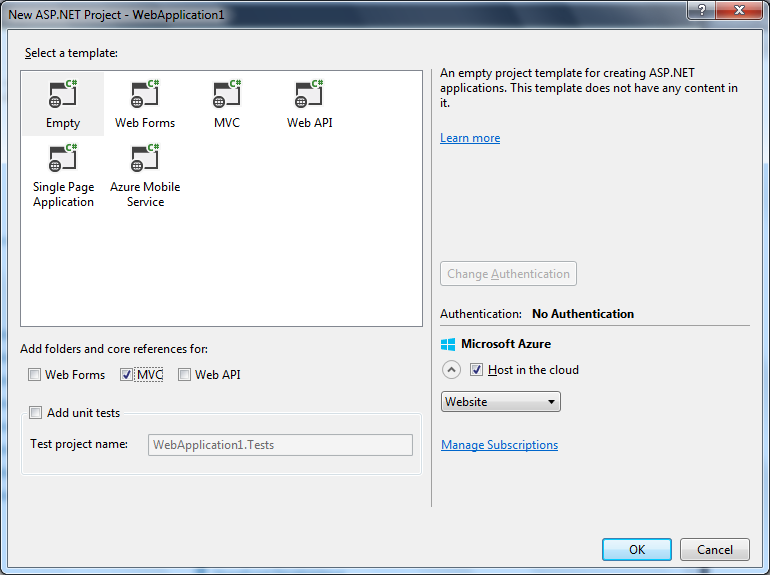 New ASP.NET Project - WebApplication1
?
Select a template:
C# C# C# C#
Empty Web Forms MVC Web API
C# C#
Single Page Azure Mobile
Application Service
Add folders and core references for:
Web Forms MVC Web API
Add unit tests
Test project name: WebApplication1.Tests
An empty project template for creating ASP.NET
applications. This template does not have any content in
it.
Learn more
Change Authentication
Authentication: No Authentication
Microsoft Azure
Host in the cloud
Website
Manage Subscriptions
OK Cancel